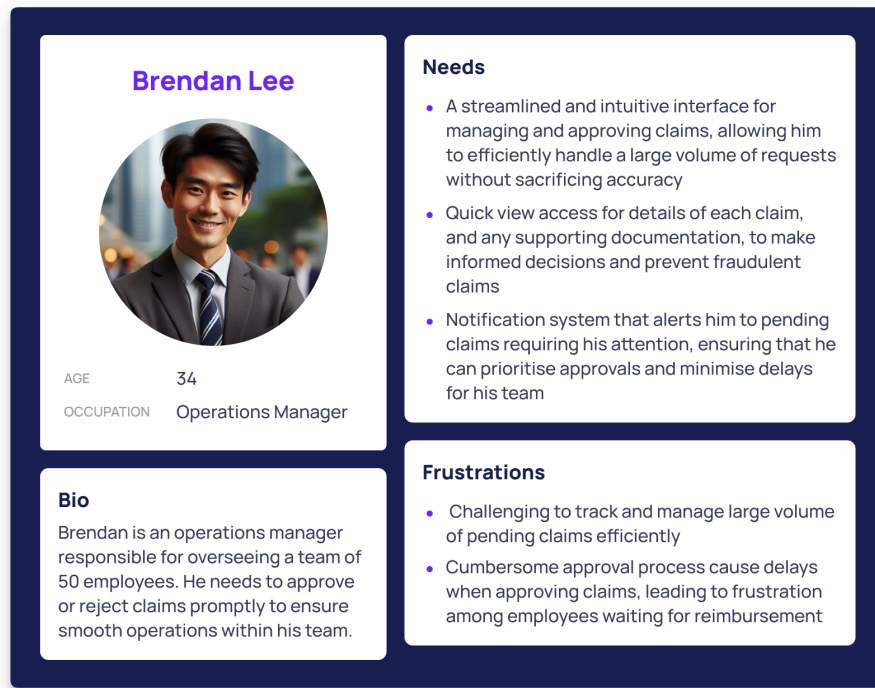 Brendan Lee
AGE 34
OCCUPATION Operations Manager
Bio
Brendan is an operations manager
responsible for overseeing a team of
50 employees. He needs to approve
or reject claims promptly to ensure
smooth operations within his team.
Needs
• A streamlined and intuitive interface for
managing and approving claims, allowing him
to efficiently handle a large volume of requests
without sacrificing accuracy
• Quick view access for details of each claim,
and any supporting documentation, to make
informed decisions and prevent fraudulent
claims
• Notification system that alerts him to pending
claims requiring his attention, ensuring that he
can prioritise approvals and minimise delays
for his team
Frustrations
• Challenging to track and manage large volume
of pending claims efficiently
• Cumbersome approval process cause delays
when approving claims, leading to frustration
among employees waiting for reimbursement